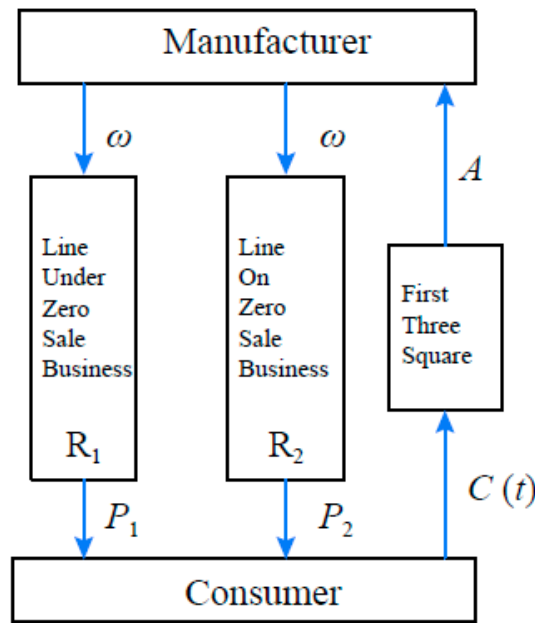 Manufacturer
ω
ω
A
Line
Under
Zero
Sale
Business
R₁
Line
On
Zero
Sale
Business
R₂
First
Three
Square
P₁
P₂
C (t)
Consumer